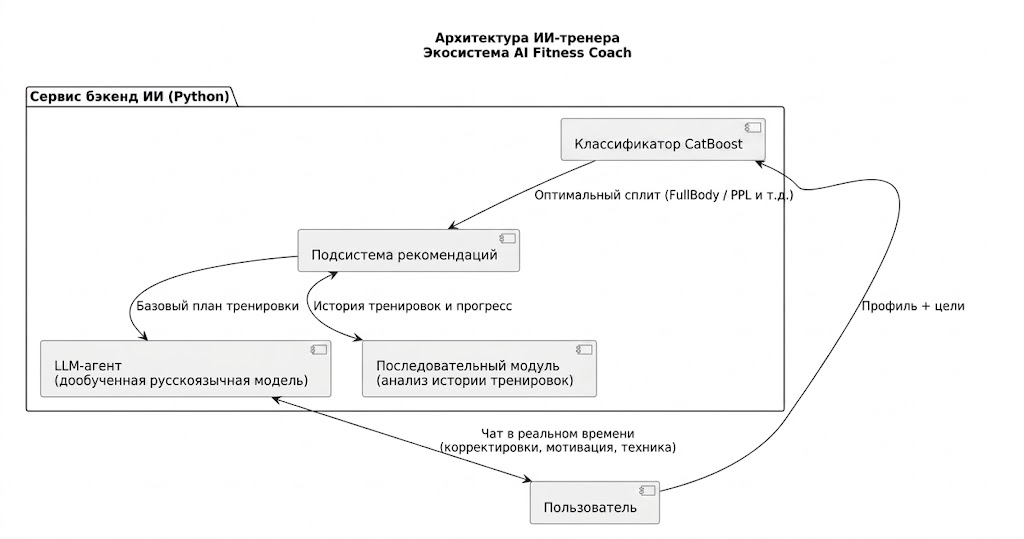 Архитектура ИИ-тренера
Экосистема AI Fitness Coach
Сервис бэкенд ИИ (Python)
Классификатор CatBoost
Оптимальный сплит (FullBody / PPL и т.д.)
Подсистема рекомендаций
Базовый план тренировки
История тренировок и прогресс
Профиль + цели
LLM-агент
(дообученная русскоязычная модель)
Последовательный модуль
(анализ истории тренировок)
Чат в реальном времени
(корректировки, мотивация, техника)
Пользователь